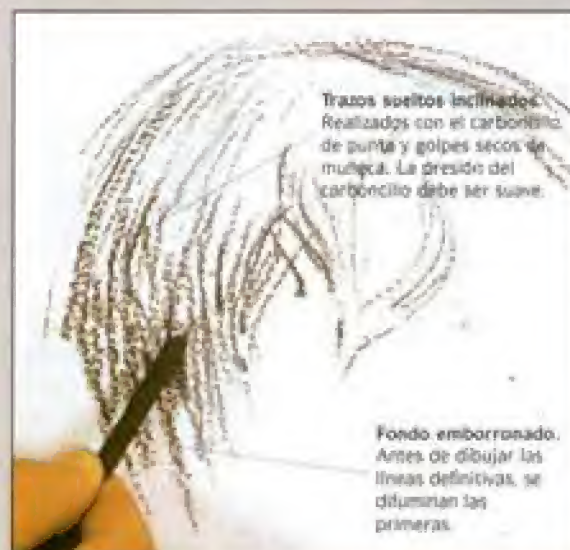 Trazos sueltos inclinados.
Realizados con el carboncillo
de punta y golpes secos de
muñeca. La presión del
carboncillo debe ser suave.
Fondo emborronado.
Antes de dibujar las
líneas definitivas, se
difuminan las
primeras.